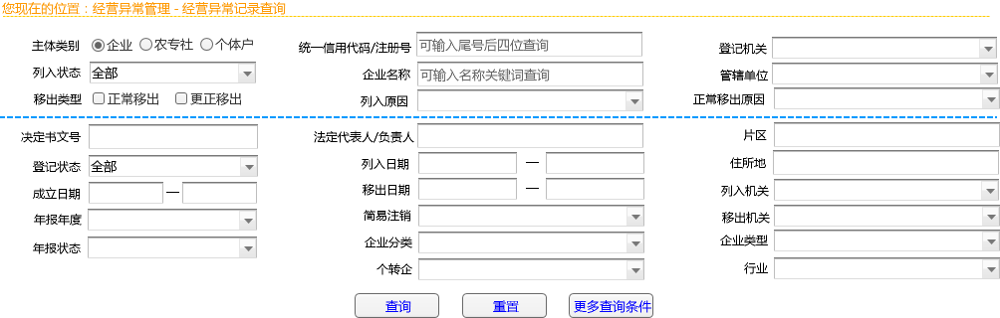 您现在的位置：经营异常管理 - 经营异常记录查询
主体类别 企业 农专社 个体户 统一信用代码/注册号 可输入尾号后四位查询 登记机关
列入状态 全部 企业名称 可输入名称关键词查询 管辖单位
移出类型 正常移出 更正移出 列入原因 正常移出原因
决定书文号 法定代表人/负责人 片区
登记状态 全部 列入日期 — 住所地
成立日期 — 移出日期 — 列入机关
年报年度 简易注销 移出机关
年报状态 企业分类 企业类型
个转企 行业
查询 重置 更多查询条件